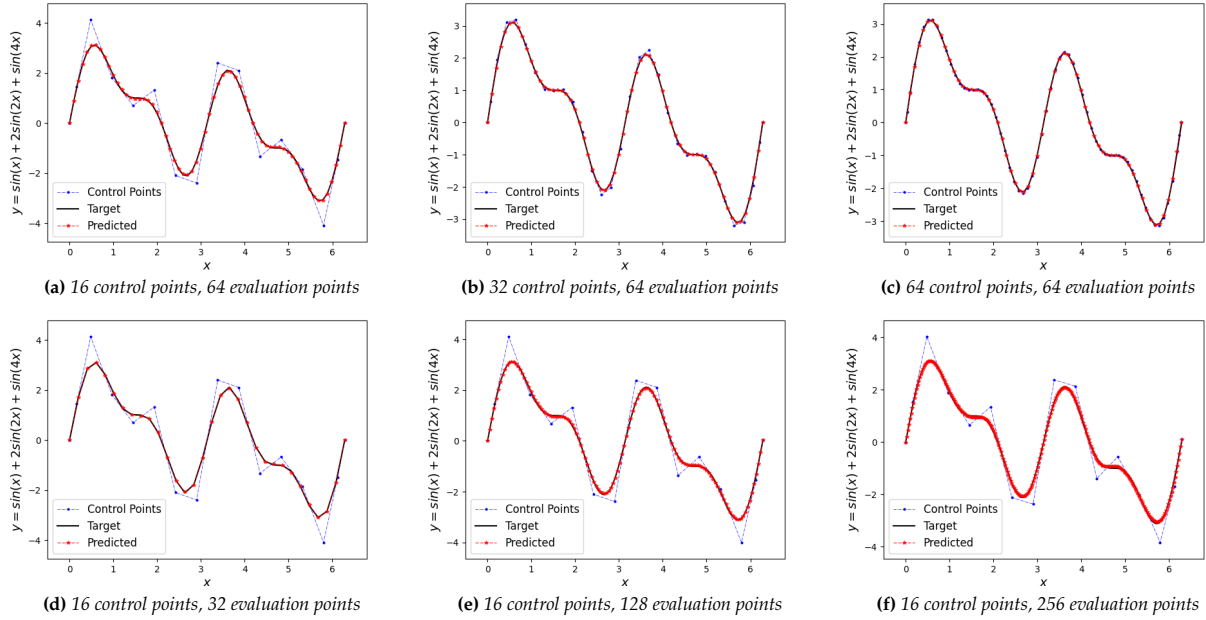 y = sin(x) + 2sin(2x) + sin(4x)
4
2
0
−2
−4
Control Points
Target
Predicted
0 1 2 3 4 5 6
x
(a) 16 control points, 64 evaluation points
y = sin(x) + 2sin(2x) + sin(4x)
3
2
1
0
−1
−2
−3
Control Points
Target
Predicted
0 1 2 3 4 5 6
x
(b) 32 control points, 64 evaluation points
y = sin(x) + 2sin(2x) + sin(4x)
3
2
1
0
−1
−2
−3
Control Points
Target
Predicted
0 1 2 3 4 5 6
x
(c) 64 control points, 64 evaluation points
y = sin(x) + 2sin(2x) + sin(4x)
4
2
0
−2
−4
Control Points
Target
Predicted
0 1 2 3 4 5 6
x
(d) 16 control points, 32 evaluation points
y = sin(x) + 2sin(2x) + sin(4x)
4
2
0
−2
−4
Control Points
Target
Predicted
0 1 2 3 4 5 6
x
(e) 16 control points, 128 evaluation points
y = sin(x) + 2sin(2x) + sin(4x)
4
2
0
−2
−4
Control Points
Target
Predicted
0 1 2 3 4 5 6
x
(f) 16 control points, 256 evaluation points